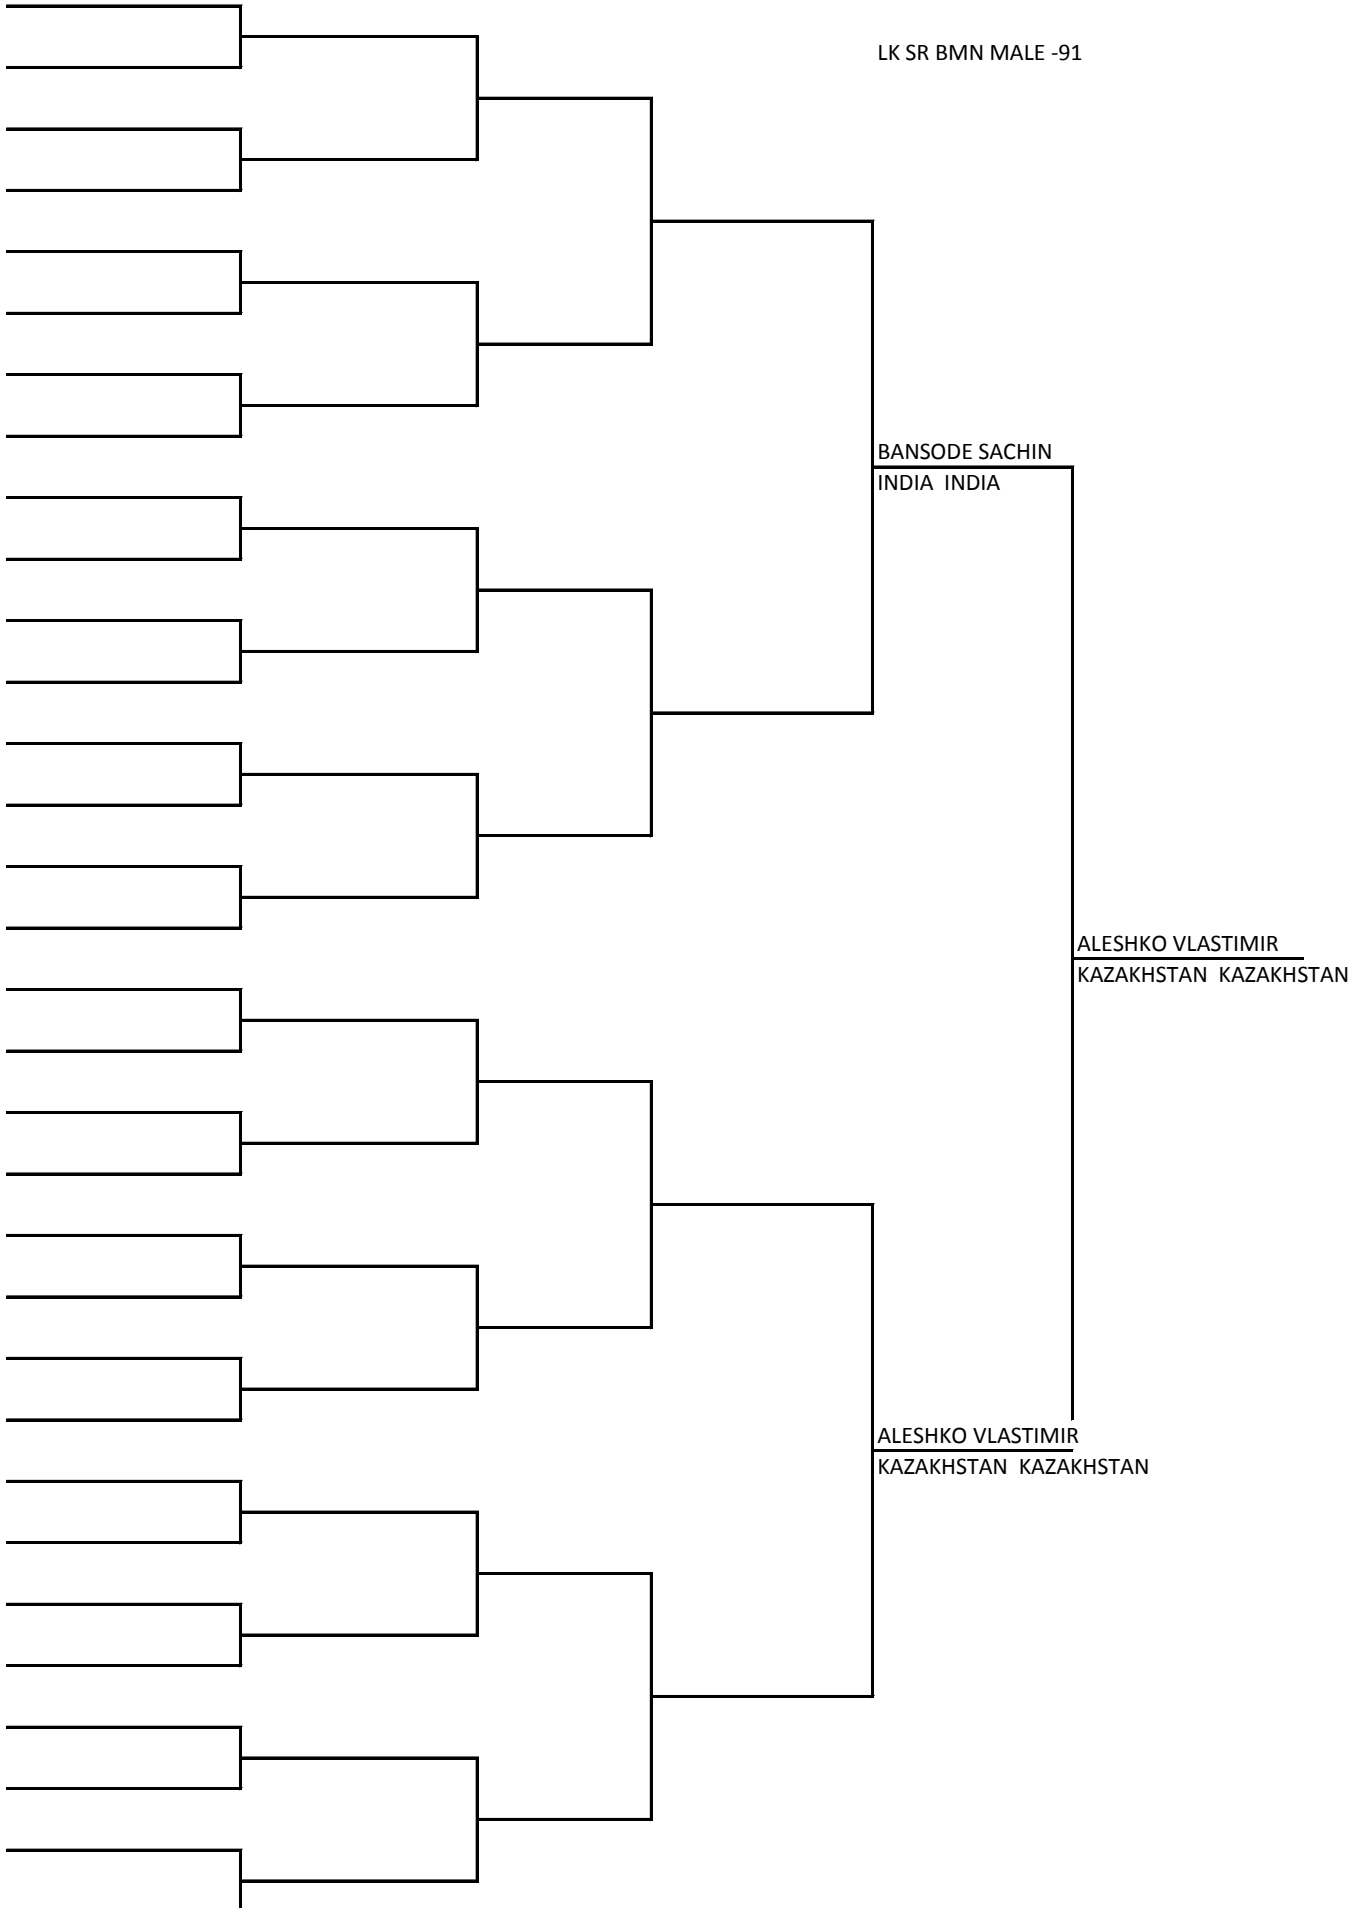 LK SR BMN MALE -91
BANSODE SACHIN
INDIA  INDIA
ALESHKO VLASTIMIR
KAZAKHSTAN  KAZAKHSTAN
ALESHKO VLASTIMIR
KAZAKHSTAN  KAZAKHSTAN